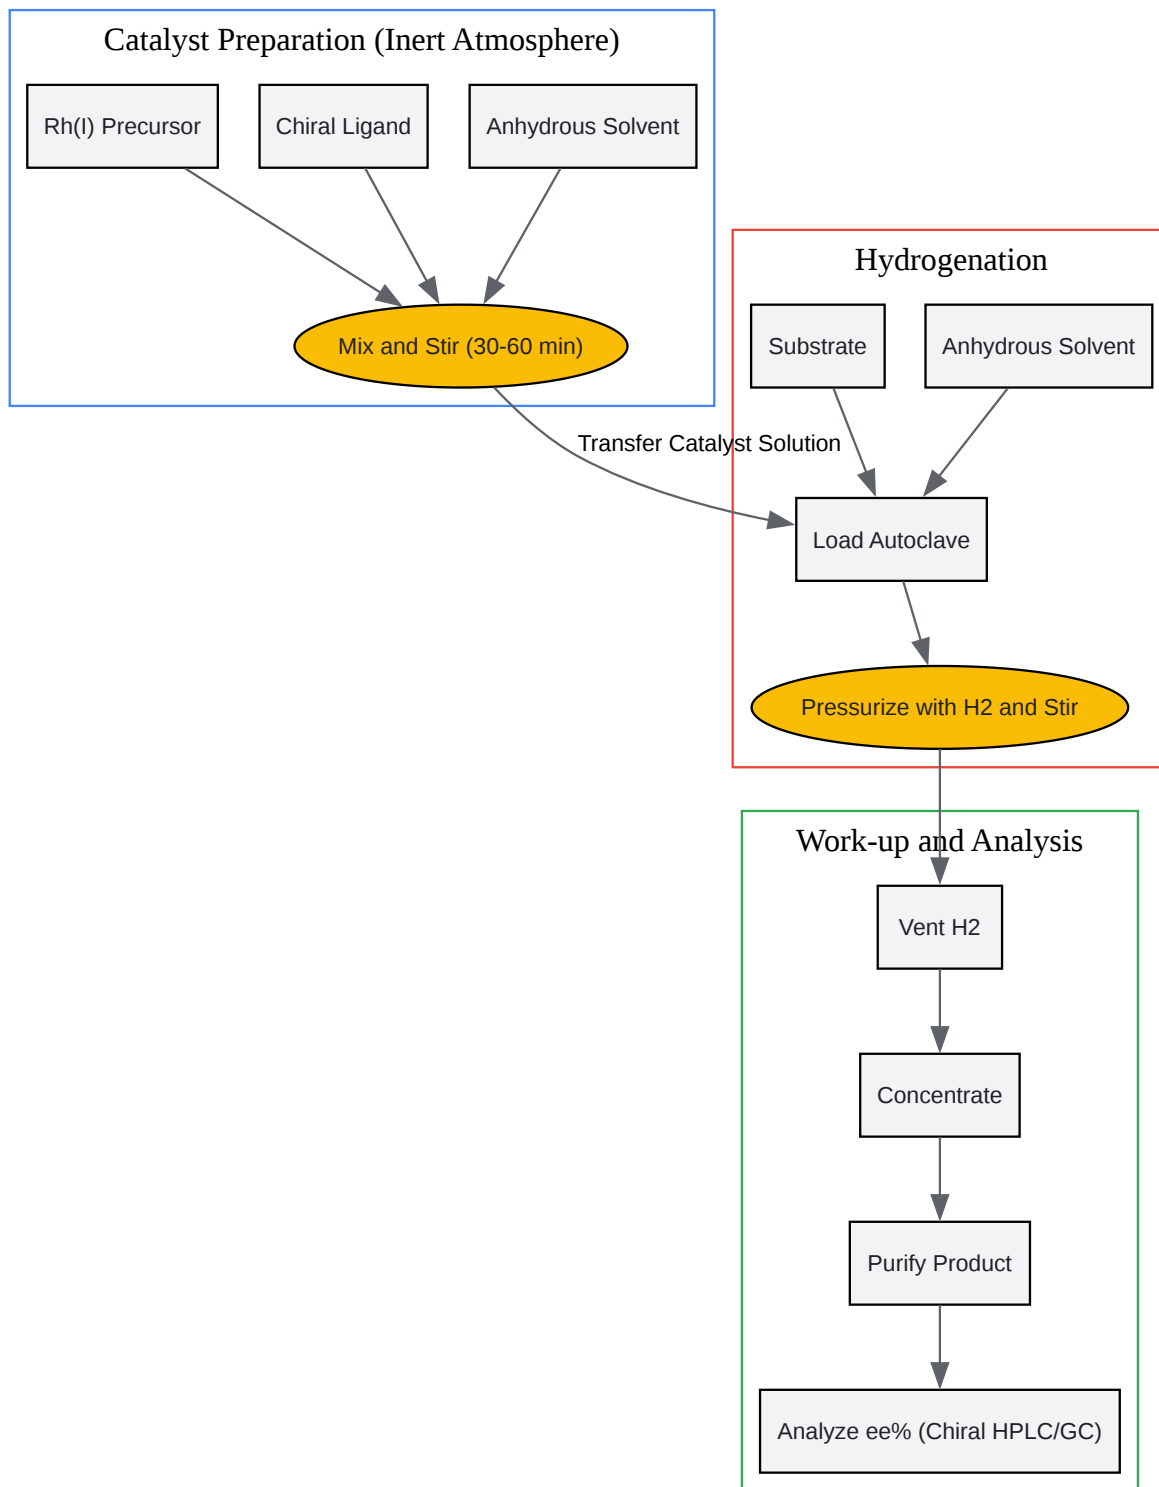 Catalyst Preparation (Inert Atmosphere)
Rh(I) Precursor
Chiral Ligand
Anhydrous Solvent
Mix and Stir (30-60 min)
Transfer Catalyst Solution
Hydrogenation
Substrate
Anhydrous Solvent
Load Autoclave
Pressurize with H2 and Stir
Work-up and Analysis
Vent H2
Concentrate
Purify Product
Analyze ee% (Chiral HPLC/GC)